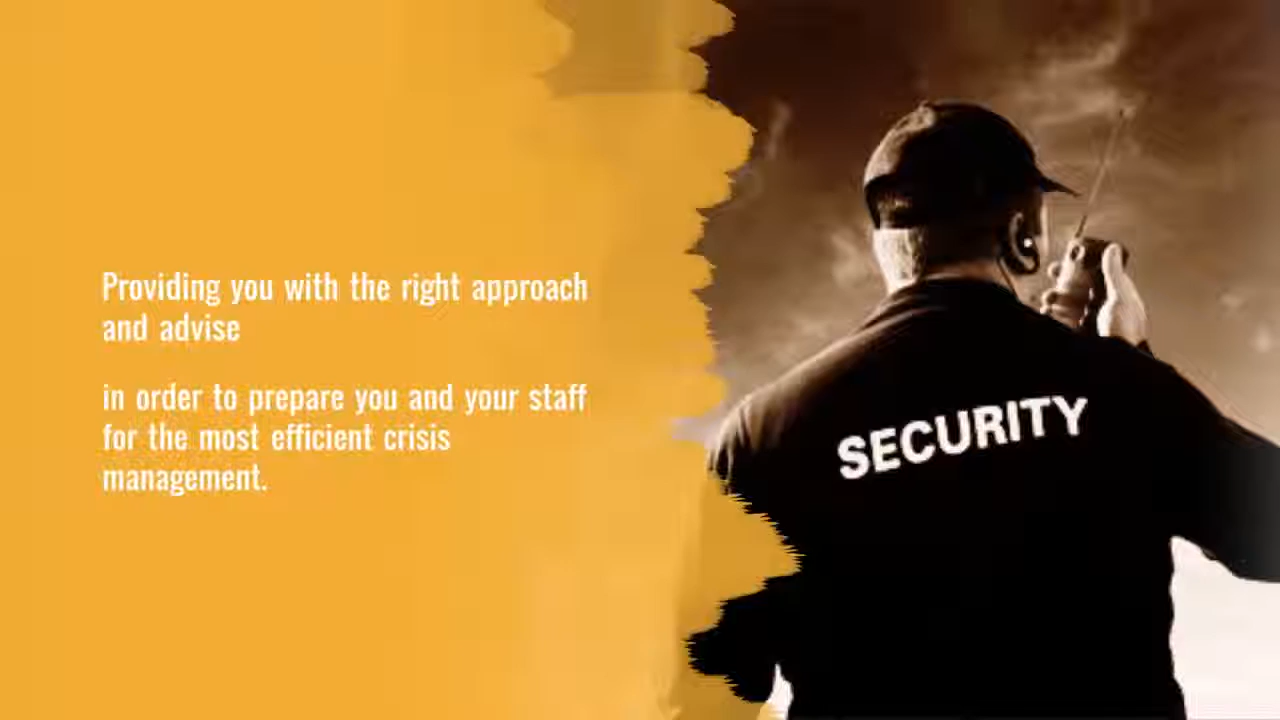 Providing you with the right approach
and advise
in order to prepare you and your staff
for the most efficient crisis
management.
SECURITY